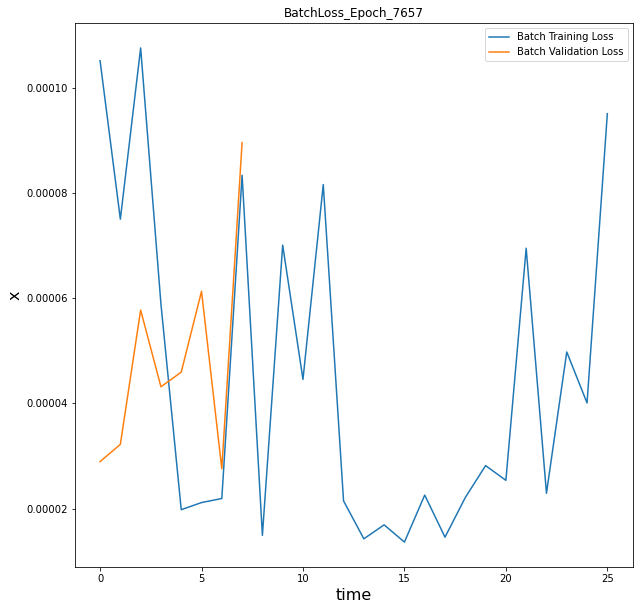 BatchLoss_Epoch_7657
Batch Training Loss
Batch Validation Loss
0.00010
0.00008
0.00006
0.00004
0.00002
x
0 5 10 15 20 25
time